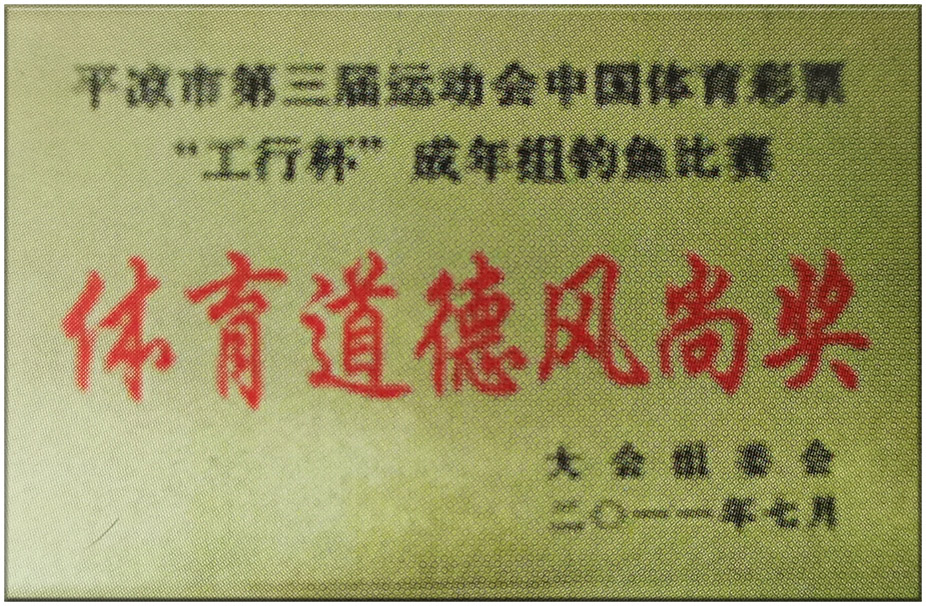 平凉市第三届运动会中国体育彩票
“工行杯”成年组钓鱼比赛
体育道德风尚奖
大会组委会
二〇一一年七月